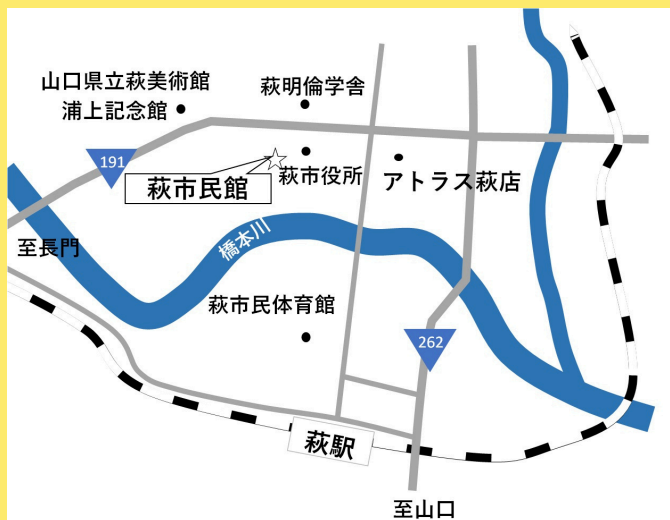 山口県立萩美術館
浦上記念館
萩明倫学舎
191
萩市民館
萩市役所
アトラス萩店
至長門
橋本川
萩市民体育館
262
萩駅
至山口